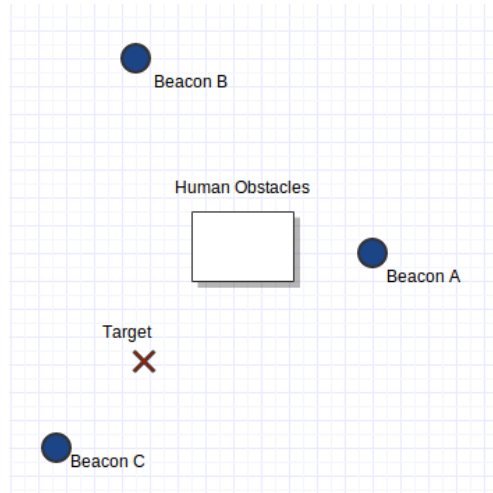 Beacon B
Human Obstacles
Beacon A
Target
Beacon C